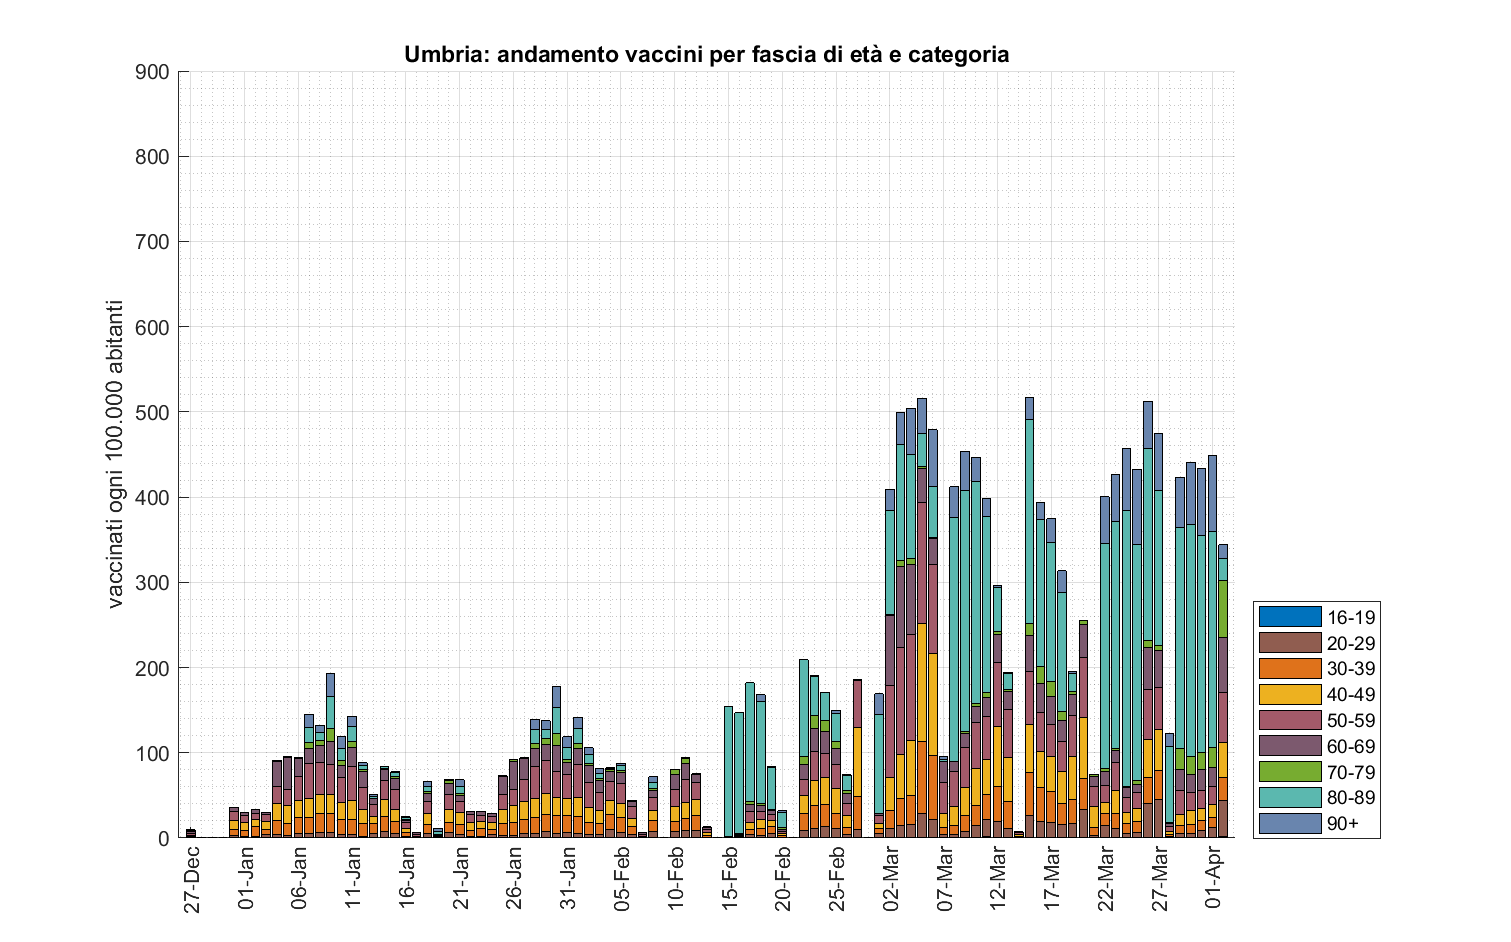 Umbria: andamento vaccini per fascia di età e categoria
900
800
700
600
500
400
300
200
100
0
vaccinati ogni 100.000 abitanti
27-Dec
01-Jan
06-Jan
11-Jan
16-Jan
21-Jan
26-Jan
31-Jan
05-Feb
10-Feb
15-Feb
20-Feb
25-Feb
02-Mar
07-Mar
12-Mar
17-Mar
22-Mar
27-Mar
01-Apr
16-19
20-29
30-39
40-49
50-59
60-69
70-79
80-89
90+